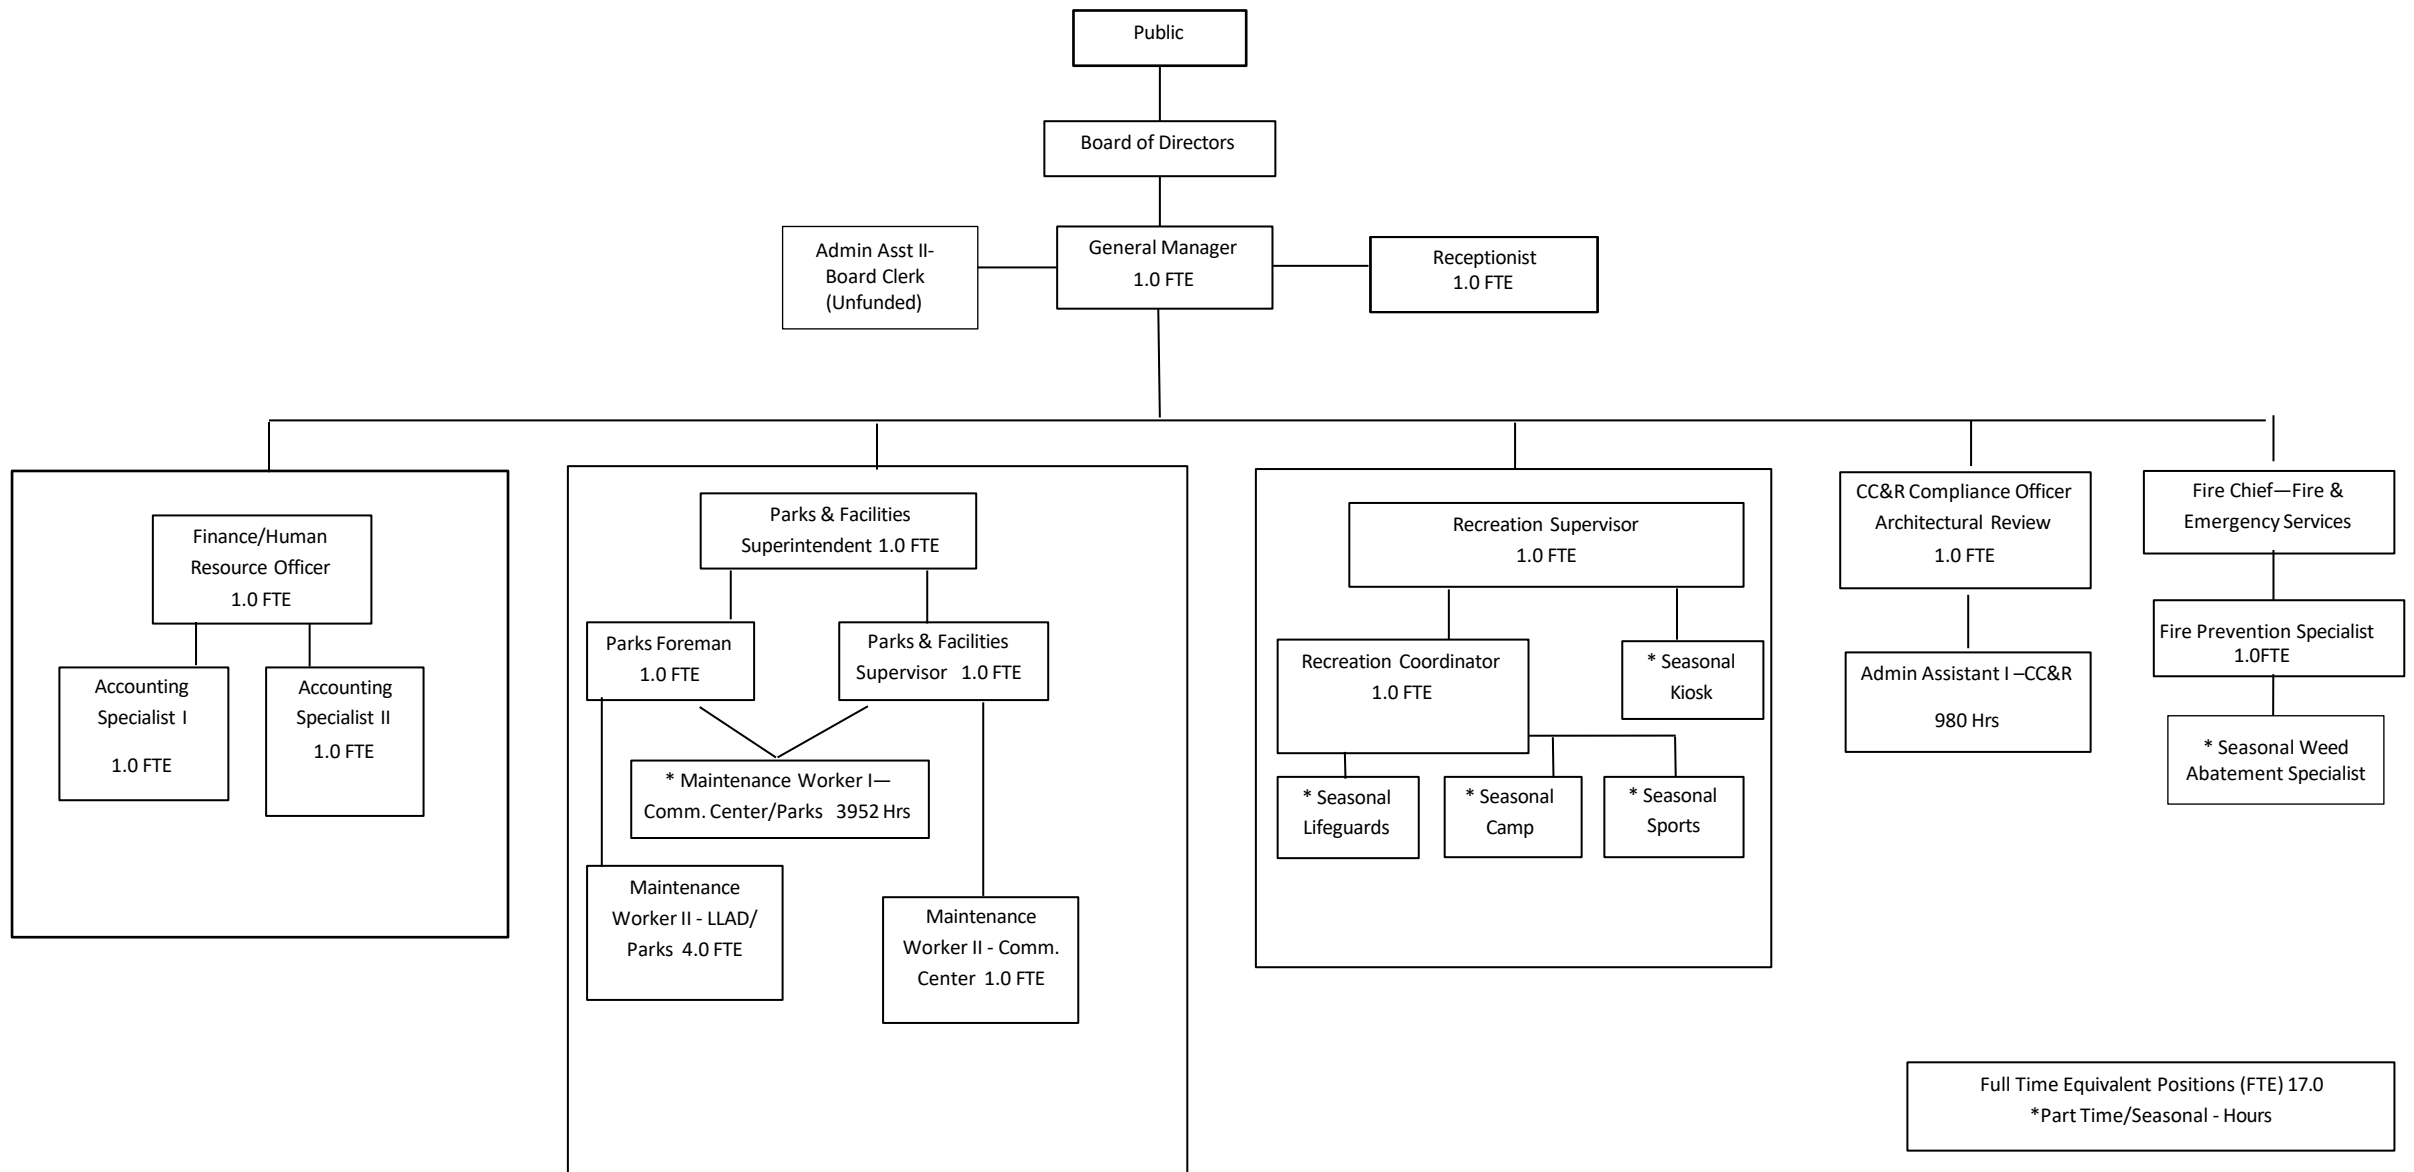 Public
Board of Directors
Admin Asst II-
Board Clerk
(Unfunded)
General Manager
1.0 FTE
Receptionist
1.0 FTE
Finance/Human
Resource Officer
1.0 FTE
Accounting
Specialist I
1.0 FTE
Accounting
Specialist II
1.0 FTE
Parks & Facilities
Superintendent 1.0 FTE
Parks Foreman
1.0 FTE
Parks & Facilities
Supervisor 1.0 FTE
* Maintenance Worker I—
Comm. Center/Parks 3952 Hrs
Maintenance
Worker II - LLAD/
Parks 4.0 FTE
Maintenance
Worker II - Comm.
Center 1.0 FTE
Recreation Supervisor
1.0 FTE
Recreation Coordinator
1.0 FTE
* Seasonal
Kiosk
* Seasonal
Lifeguards
* Seasonal
Camp
* Seasonal
Sports
CC&R Compliance Officer
Architectural Review
1.0 FTE
Admin Assistant I –CC&R
980 Hrs
Fire Chief—Fire &
Emergency Services
Fire Prevention Specialist
1.0FTE
* Seasonal Weed
Abatement Specialist
Full Time Equivalent Positions (FTE) 17.0
*Part Time/Seasonal - Hours